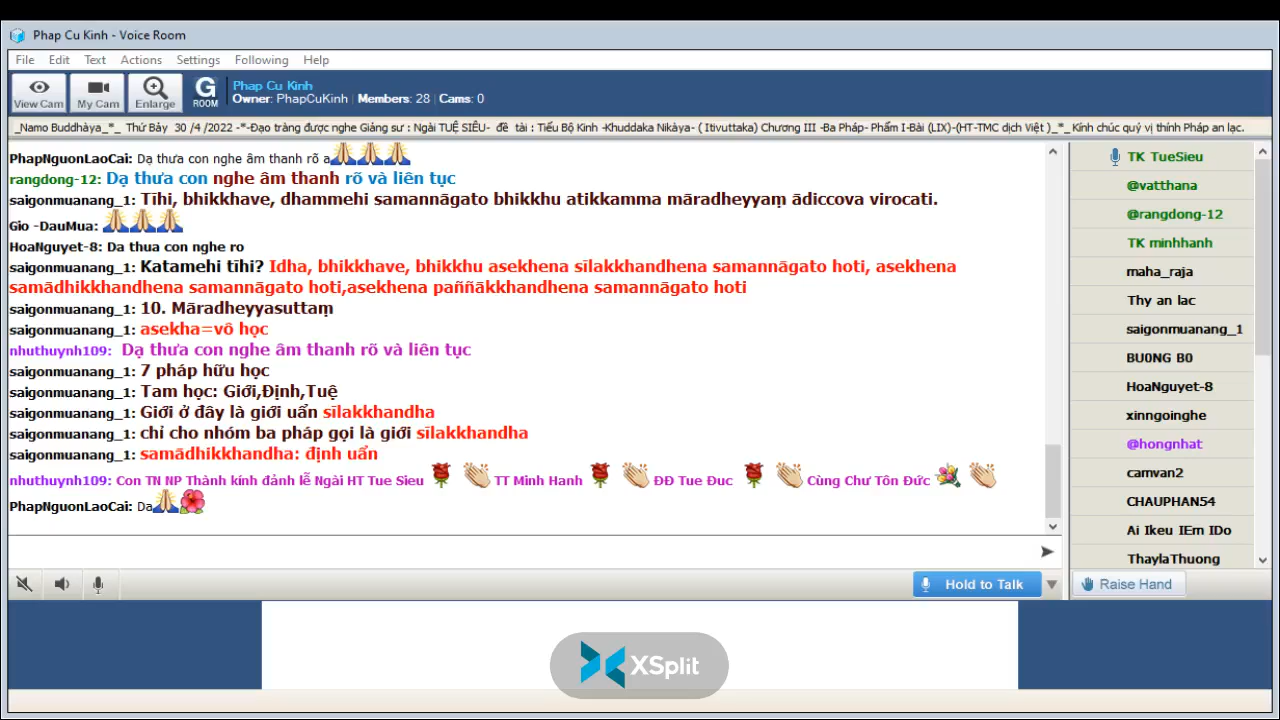 Phap Cu Kinh - Voice Room
File Edit Text Actions Settings Following Help
View Cam My Cam Enlarge G ROOM
Phap Cu Kinh
Owner: PhapCuKinh | Members: 28 | Cams: 0
_Namo Buddhàya_*_ Thứ Bảy 30 /4 /2022 -*-Đạo tràng được nghe Giảng sư : Ngài TUỆ SIÊU- đề tài : Tiểu Bộ Kinh -Khuddaka Nikàya- ( Itivuttaka) Chương III -Ba Pháp- Phẩm I-Bài (LIX)-(HT-TMC dịch Việt )_*_ Kính chúc quý vị thính Pháp an lạc.
PhapNguonLaoCai: Dạ thưa con nghe âm thanh rõ a🙏🙏🙏
rangdong-12: Dạ thưa con nghe âm thanh rõ và liên tục
saigonmuanang_1: Tīhi, bhikkhave, dhammehi samannāgato bhikkhu atikkamma māradheyyaṃ ādiccova virocati.
Gio -DauMua: 🙏🙏🙏
HoaNguyet-8: Da thua con nghe ro
saigonmuanang_1: Katamehi tīhi? Idha, bhikkhave, bhikkhu asekhena sīlakkhandhena samannāgato hoti, asekhena
samādhikkhandhena samannāgato hoti,asekhena paññākkhandhena samannāgato hoti
saigonmuanang_1: 10. Māradheyyasuttaṃ
saigonmuanang_1: asekha=vô học
nhuthuynh109: Dạ thưa con nghe âm thanh rõ và liên tục
saigonmuanang_1: 7 pháp hữu học
saigonmuanang_1: Tam học: Giới,Định,Tuệ
saigonmuanang_1: Giới ở đây là giới uẩn sīlakkhandha
saigonmuanang_1: chỉ cho nhóm ba pháp gọi là giới sīlakkhandha
saigonmuanang_1: samādhikkhandha: định uẩn
nhuthuynh109: Con TN NP Thành kính đảnh lễ Ngài HT Tue Sieu 🌹 👏 TT Minh Hanh 🌹 👏 ĐĐ Tue Đuc 🌹 👏 Cùng Chư Tôn Đức 💐 👏
PhapNguonLaoCai: Da🙏🌺
TK TueSieu
@vatthana
@rangdong-12
TK minhhanh
maha_raja
Thy an lac
saigonmuanang_1
BU0NG B0
HoaNguyet-8
xinngoinghe
@hongnhat
camvan2
CHAUPHAN54
Ai Ikeu IEm IDo
ThaylaThuong
Hold to Talk
Raise Hand
XSplit